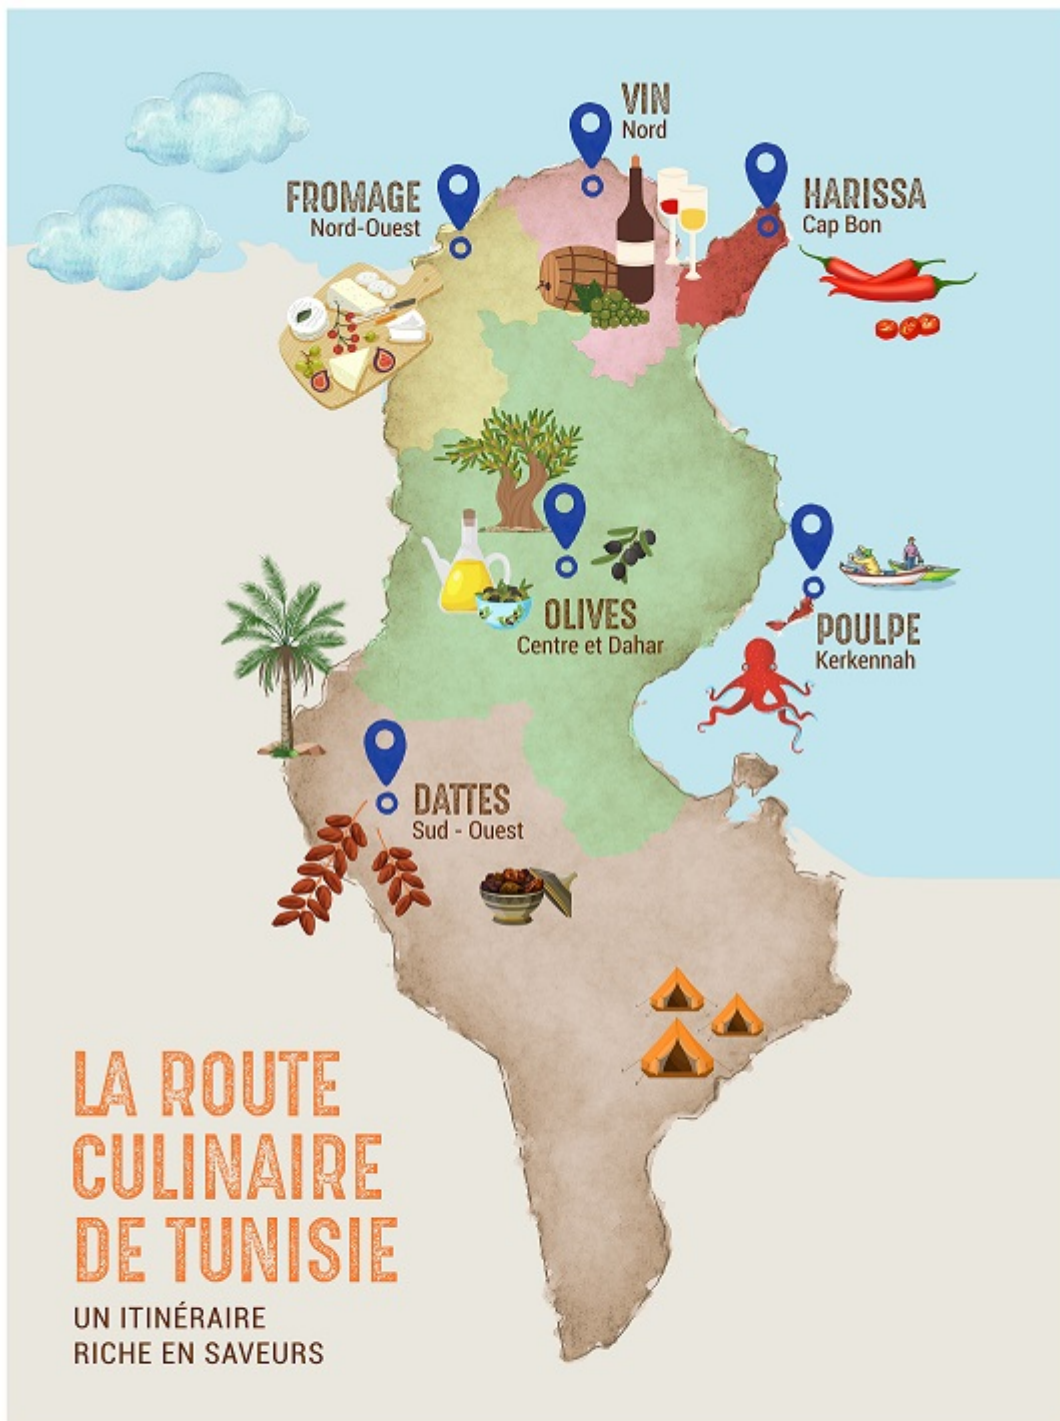 VIN
Nord
FROMAGE
Nord-Ouest
HARISSA
Cap Bon
OLIVES
Centre et Dahar
POULPE
Kerkennah
DATTES
Sud - Ouest
LA ROUTE
CULINAIRE
DE TUNISIE
UN ITINÉRAIRE
RICHE EN SAVEURS